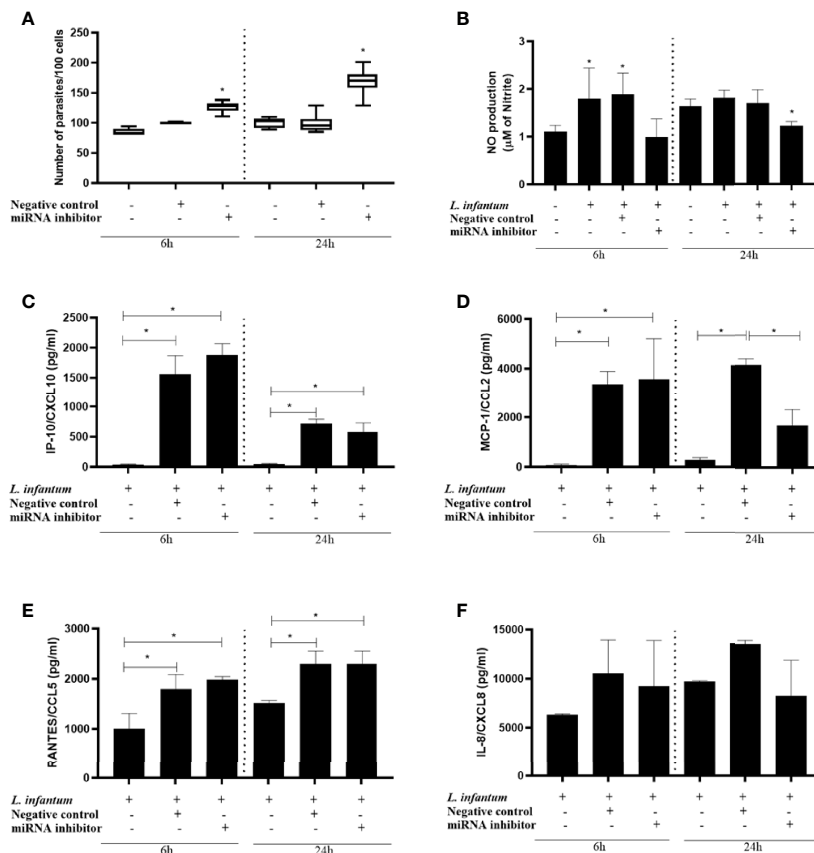 A
Number of parasites/100 cells
250
200
150
100
50
0
*
*
Negative control - + - - + -
miRNA inhibitor - - + - - +
6h 24h
B
NO production
(μM of Nitrite)
3
2
1
0
* *
*
L. infantum - + + + - + + +
Negative control - - + - - - + -
miRNA inhibitor - - - + - - - +
6h 24h
C
IP-10/CXCL10 (pg/ml)
2500
2000
1500
1000
500
0
*
*
*
*
L. infantum + + + + + +
Negative control - + - - + -
miRNA inhibitor - - + - - +
6h 24h
D
MCP-1/CCL2 (pg/ml)
6000
4000
2000
0
*
*
* *
L. infantum + + + + + +
Negative control - + - - + -
miRNA inhibitor - - + - - +
6h 24h
E
RANTES/CCL5 (pg/ml)
3000
2000
1000
0
*
*
*
*
L. infantum + + + + + +
Negative control - + - - + -
miRNA inhibitor - - + - - +
6h 24h
F
IL-8/CXCL8 (pg/ml)
15000
10000
5000
0
L. infantum + + + + + +
Negative control - + - - + -
miRNA inhibitor - - + - - +
6h 24h